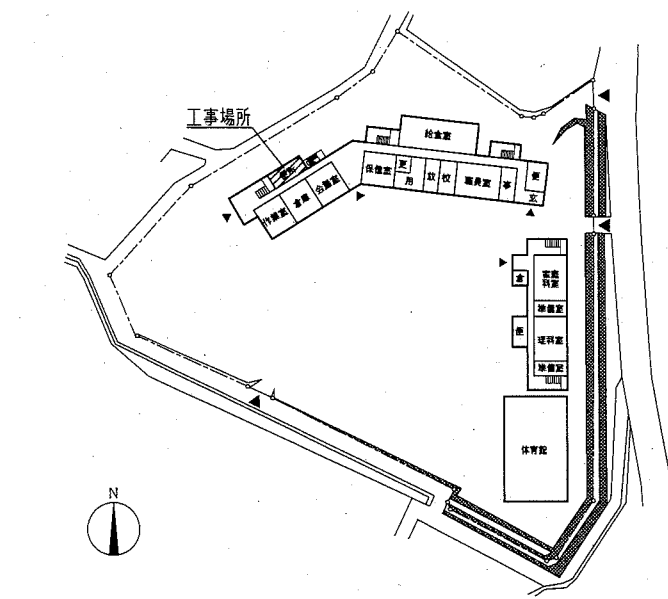 工事場所
給食室
保健室
更
用
放
校
職員室
事
便
玄
会議室
倉庫
作業室
倉
家庭科室
準備室
便
理科室
準備室
体育館
N